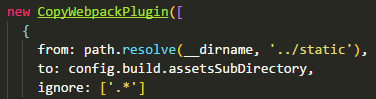 new CopyWebpackPlugin([
  {
    from: path.resolve(__dirname, '../static'),
    to: config.build.assetsSubDirectory,
    ignore: ['.*']